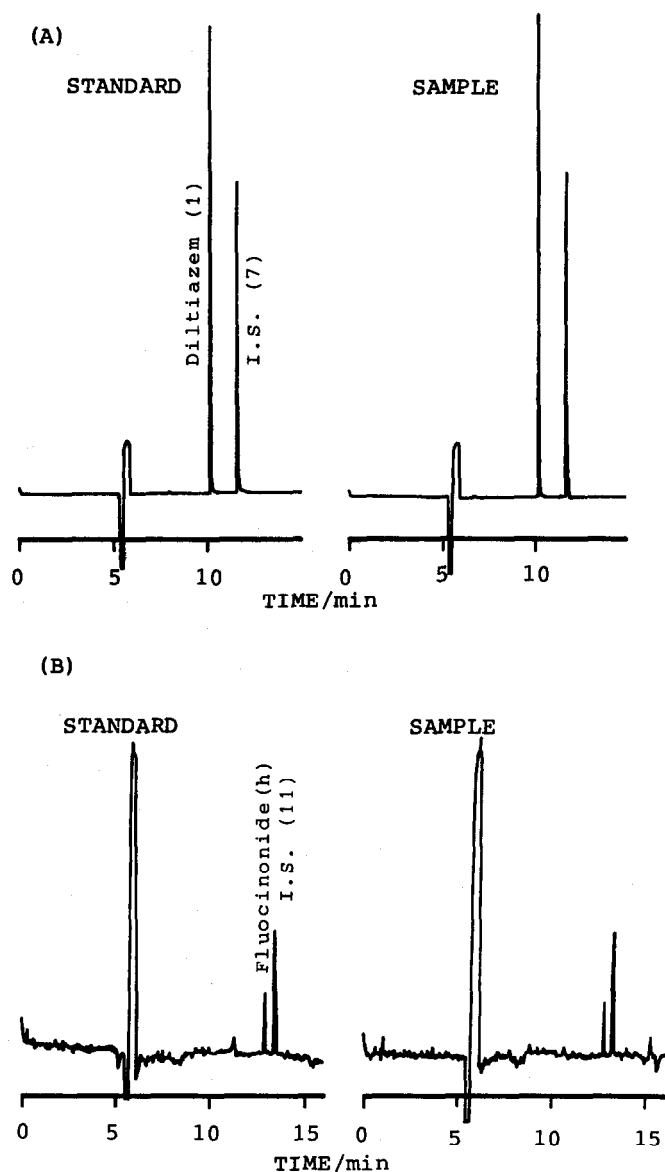 (A)
STANDARD
SAMPLE
Diltiazem (1)
I.S. (7)
0 5 10
0 5 10
TIME/min
(B)
STANDARD
SAMPLE
Fluocinonide(h)
I.S. (11)
0 5 10 15
0 5 10 15
TIME/min